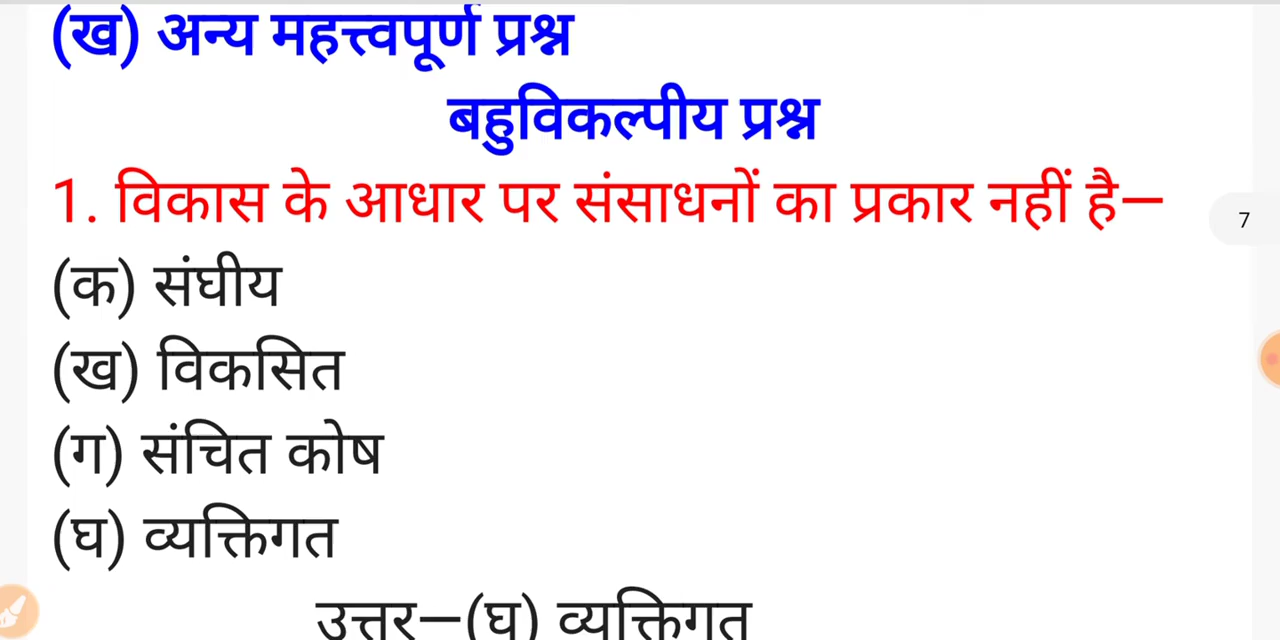 (ख) अन्य महत्त्वपूर्ण प्रश्न
बहुविकल्पीय प्रश्न
1. विकास के आधार पर संसाधनों का प्रकार नहीं है—
7
(क) संघीय
(ख) विकसित
(ग) संचित कोष
(घ) व्यक्तिगत
उत्तर—(घ) व्यक्तिगत